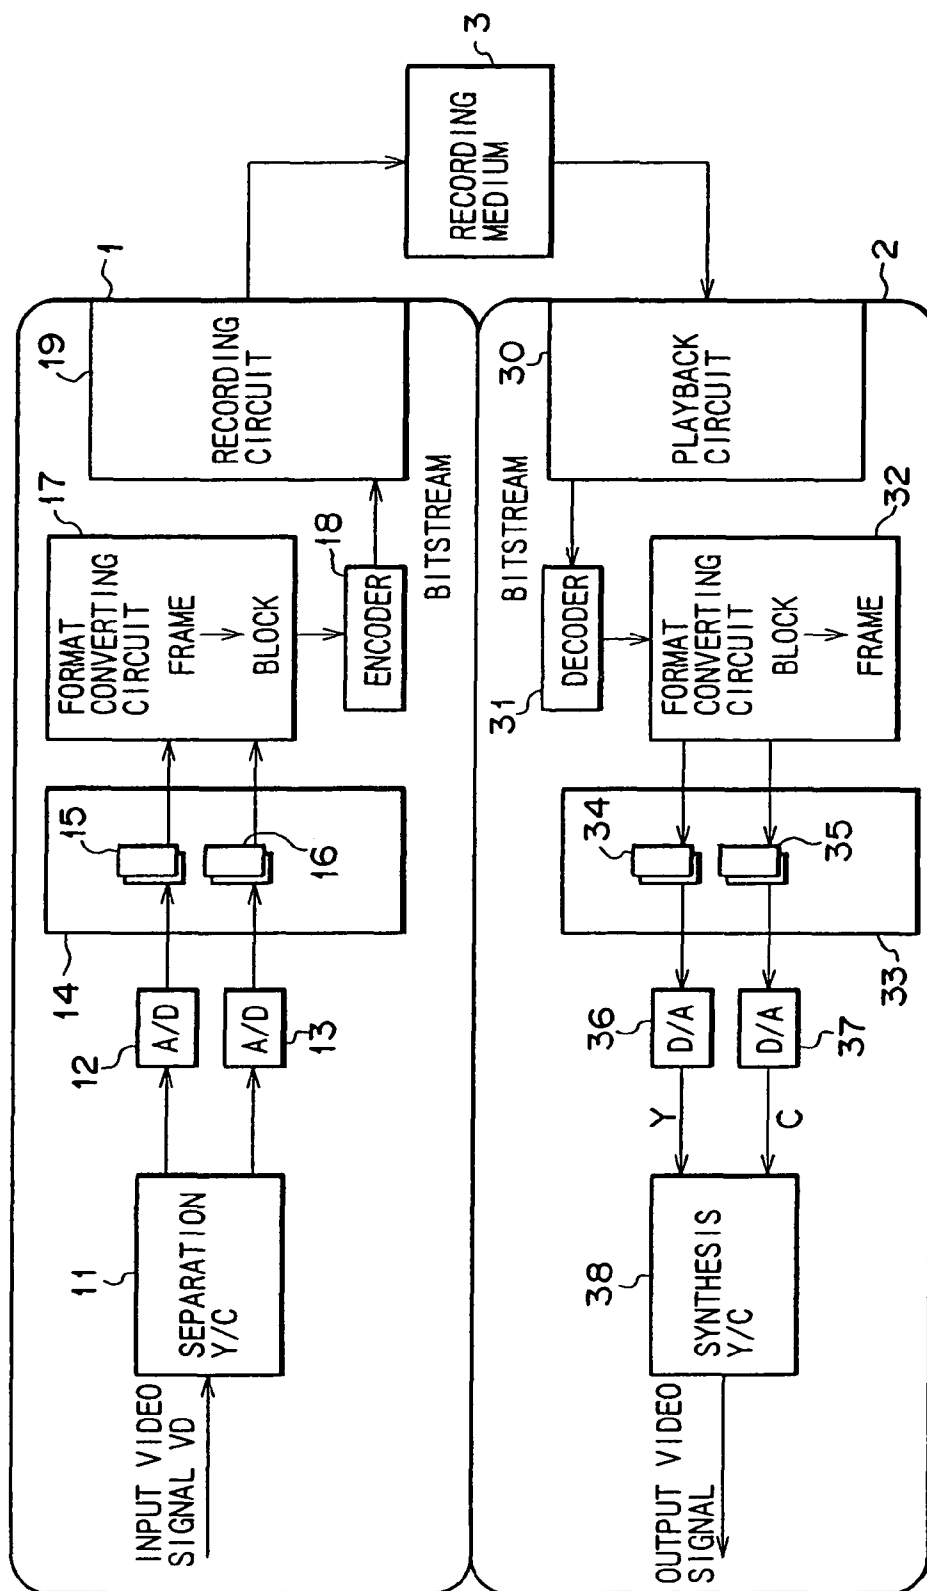 1
INPUT VIDEO
SIGNAL VD
11
SEPARATION
Y/C
12
A/D
13
A/D
14
15
16
17
FORMAT
CONVERTING
CIRCUIT
FRAME
BLOCK
18
ENCODER
BITSTREAM
19
RECORDING
CIRCUIT
3
RECORDING
MEDIUM
2
30
PLAYBACK
CIRCUIT
BITSTREAM
31
DECODER
32
FORMAT
CONVERTING
CIRCUIT
BLOCK
FRAME
33
34
35
36
D/A
37
D/A
Y
C
38
SYNTHESIS
Y/C
OUTPUT VIDEO
SIGNAL